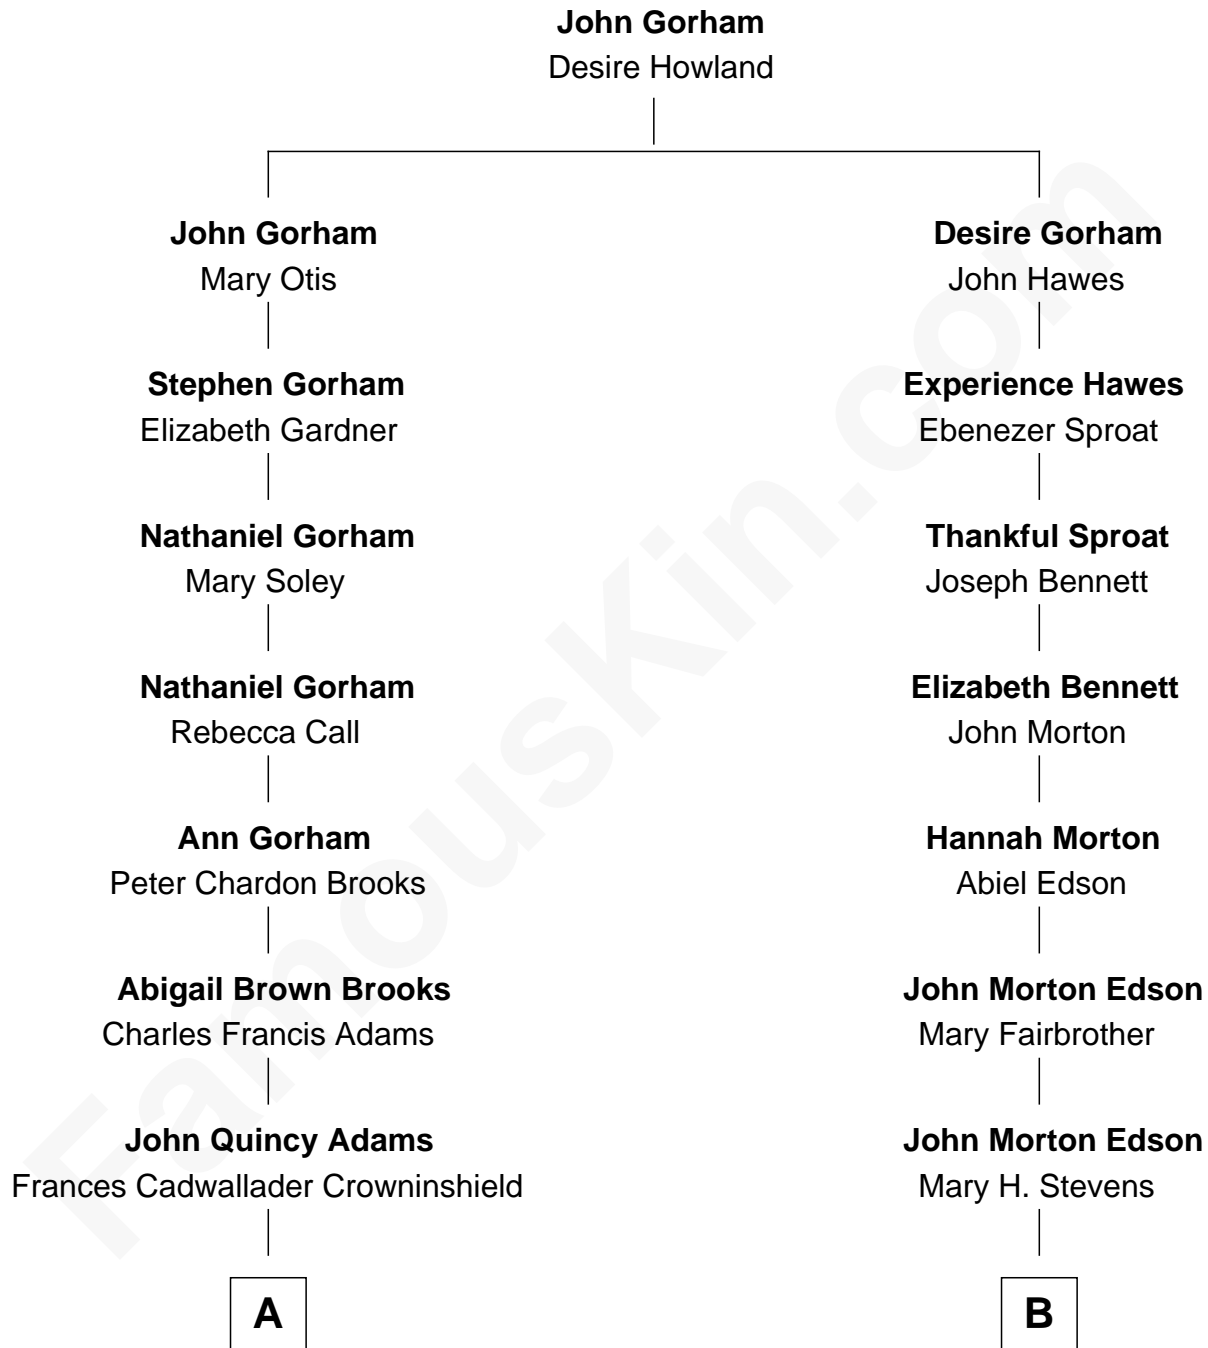 John Gorham
Desire Howland
John Gorham
Mary Otis
Desire Gorham
John Hawes
Stephen Gorham
Elizabeth Gardner
Experience Hawes
Ebenezer Sproat
Nathaniel Gorham
Mary Soley
Thankful Sproat
Joseph Bennett
Nathaniel Gorham
Rebecca Call
Elizabeth Bennett
John Morton
Ann Gorham
Peter Chardon Brooks
Hannah Morton
Abiel Edson
Abigail Brown Brooks
Charles Francis Adams
John Morton Edson
Mary Fairbrother
John Quincy Adams
Frances Cadwallader Crowninshield
John Morton Edson
Mary H. Stevens
A
B
FamousKin.com